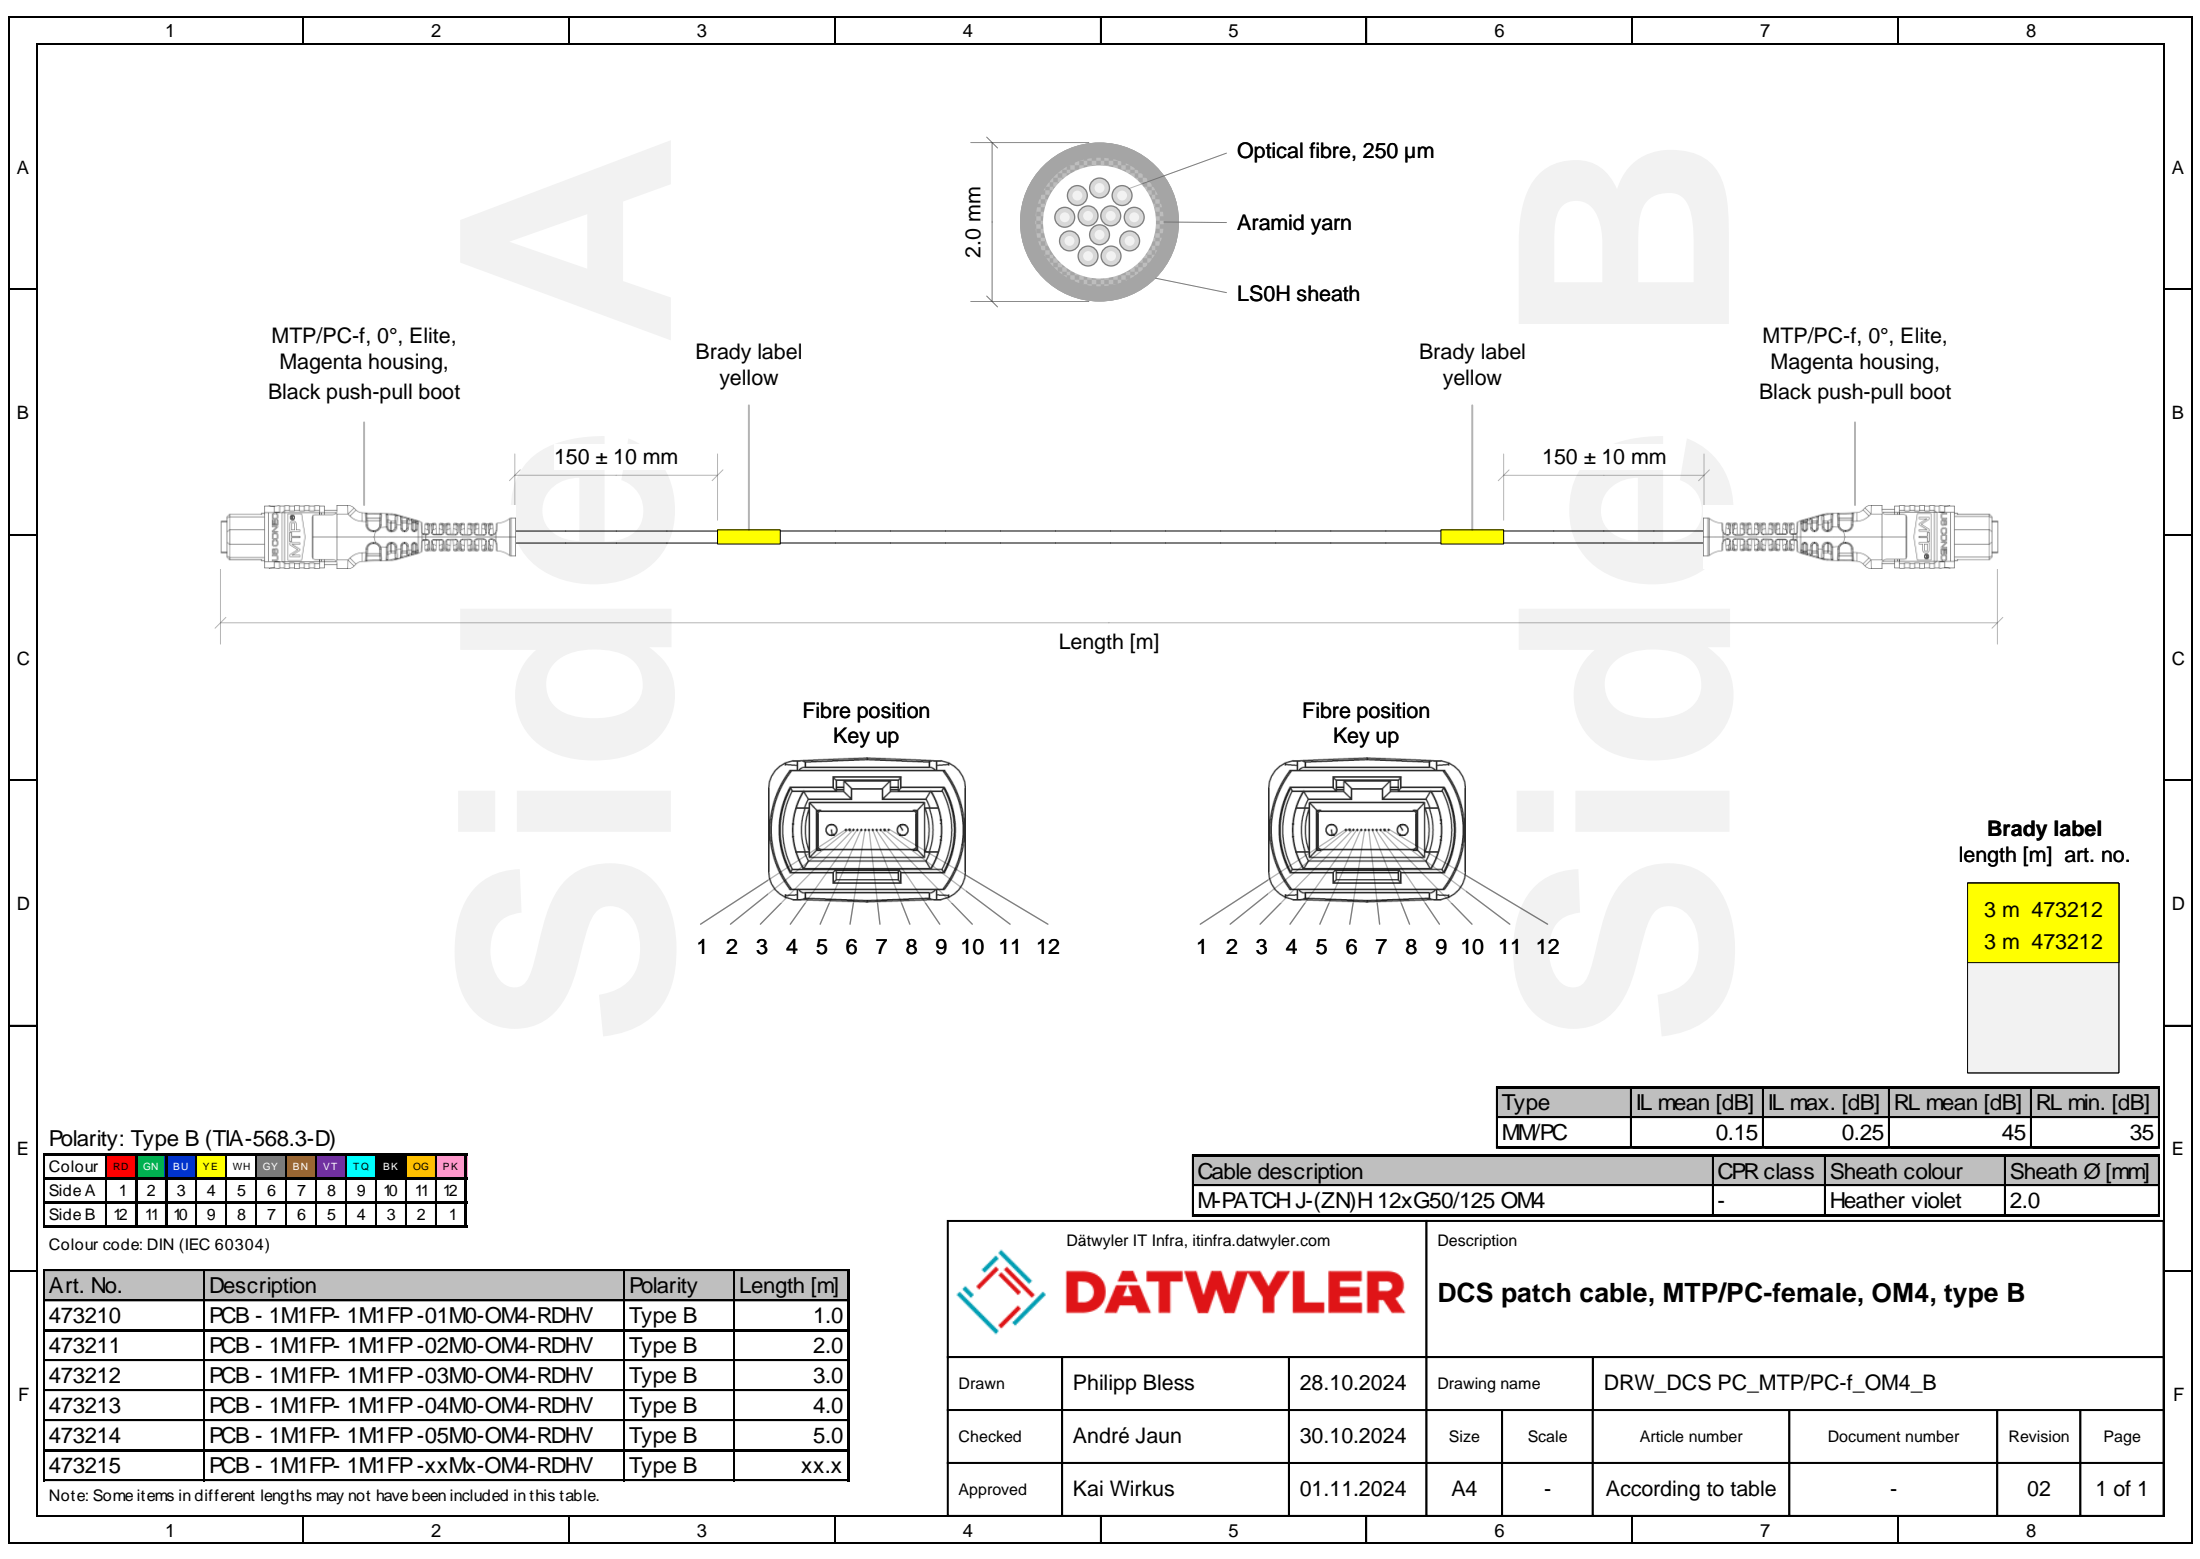 1 2 3 4 5 6 7 8
A A
B B
C C
D D
E E
F F
Side A
Side B
Optical fibre, 250 µm
Aramid yarn
LS0H sheath
2.0 mm
MTP/PC-f, 0°, Elite,
Magenta housing,
Black push-pull boot
Brady label
yellow
Brady label
yellow
MTP/PC-f, 0°, Elite,
Magenta housing,
Black push-pull boot
150 ± 10 mm
150 ± 10 mm
MTP®
MTP®
Length [m]
Fibre position
Key up
Fibre position
Key up
1 2 3 4 5 6 7 8 9 10 11 12
1 2 3 4 5 6 7 8 9 10 11 12
Brady label
length [m] art. no.
3 m 473212
3 m 473212
Type IL mean [dB] IL max. [dB] RL mean [dB] RL min. [dB]
MM/PC 0.15 0.25 45 35
Cable description CPR class Sheath colour Sheath Ø [mm]
M-PATCH J-(ZN)H 12xG50/125 OM4 - Heather violet 2.0
Polarity: Type B (TIA-568.3-D)
Colour RD GN BU YE WH GY BN VT TQ BK OG PK
Side A 1 2 3 4 5 6 7 8 9 10 11 12
Side B 12 11 10 9 8 7 6 5 4 3 2 1
Colour code: DIN (IEC 60304)
Art. No. Description Polarity Length [m]
473210 PCB - 1M1FP- 1M1FP -01M0-OM4-RDHV Type B 1.0
473211 PCB - 1M1FP- 1M1FP -02M0-OM4-RDHV Type B 2.0
473212 PCB - 1M1FP- 1M1FP -03M0-OM4-RDHV Type B 3.0
473213 PCB - 1M1FP- 1M1FP -04M0-OM4-RDHV Type B 4.0
473214 PCB - 1M1FP- 1M1FP -05M0-OM4-RDHV Type B 5.0
473215 PCB - 1M1FP- 1M1FP -xxMx-OM4-RDHV Type B xx.x
Note: Some items in different lengths may not have been included in this table.
Dätwyler IT Infra, itinfra.datwyler.com
DÄTWYLER
Description
DCS patch cable, MTP/PC-female, OM4, type B
Drawn Philipp Bless 28.10.2024 Drawing name DRW_DCS PC_MTP/PC-f_OM4_B
Checked André Jaun 30.10.2024 Size Scale Article number Document number Revision Page
Approved Kai Wirkus 01.11.2024 A4 - According to table - 02 1 of 1
1 2 3 4 5 6 7 8